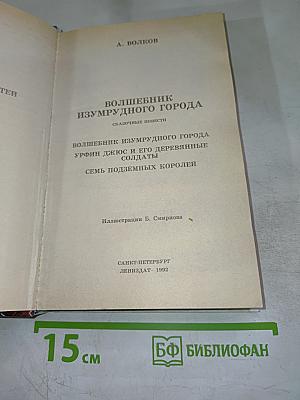 ТЕЙ
А. ВОЛКОВ
ВОЛШЕБНИК
ИЗУМРУДНОГО ГОРОДА
СКАЗОЧНЫЕ ПОВЕСТИ
ВОЛШЕБНИК ИЗУМРУДНОГО ГОРОДА
УРФИН ДЖЮС И ЕГО ДЕРЕВЯННЫЕ
СОЛДАТЫ
СЕМЬ ПОДЗЕМНЫХ КОРОЛЕЙ
Иллюстрации Б. Смирнова
САНКТ-ПЕТЕРБУРГ
ЛЕНИЗДАТ · 1992
15 см
БФ БИБЛИОФАН